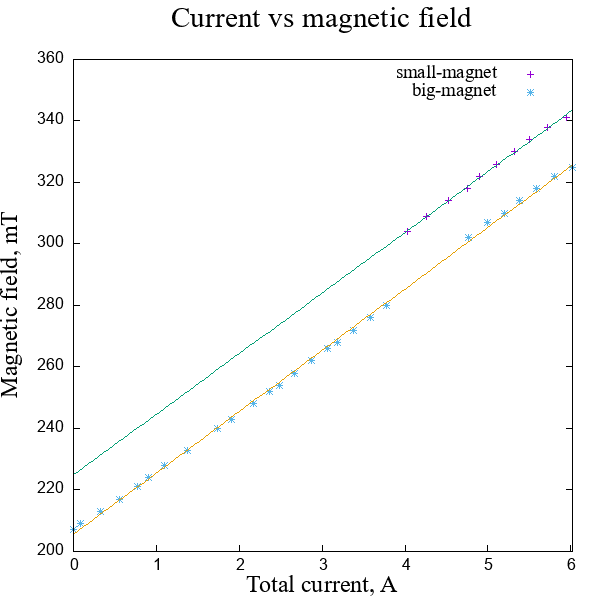 Current vs magnetic field
small-magnet
big-magnet
Magnetic field, mT
360
340
320
300
280
260
240
220
200
0 1 2 3 4 5 6
Total current, A